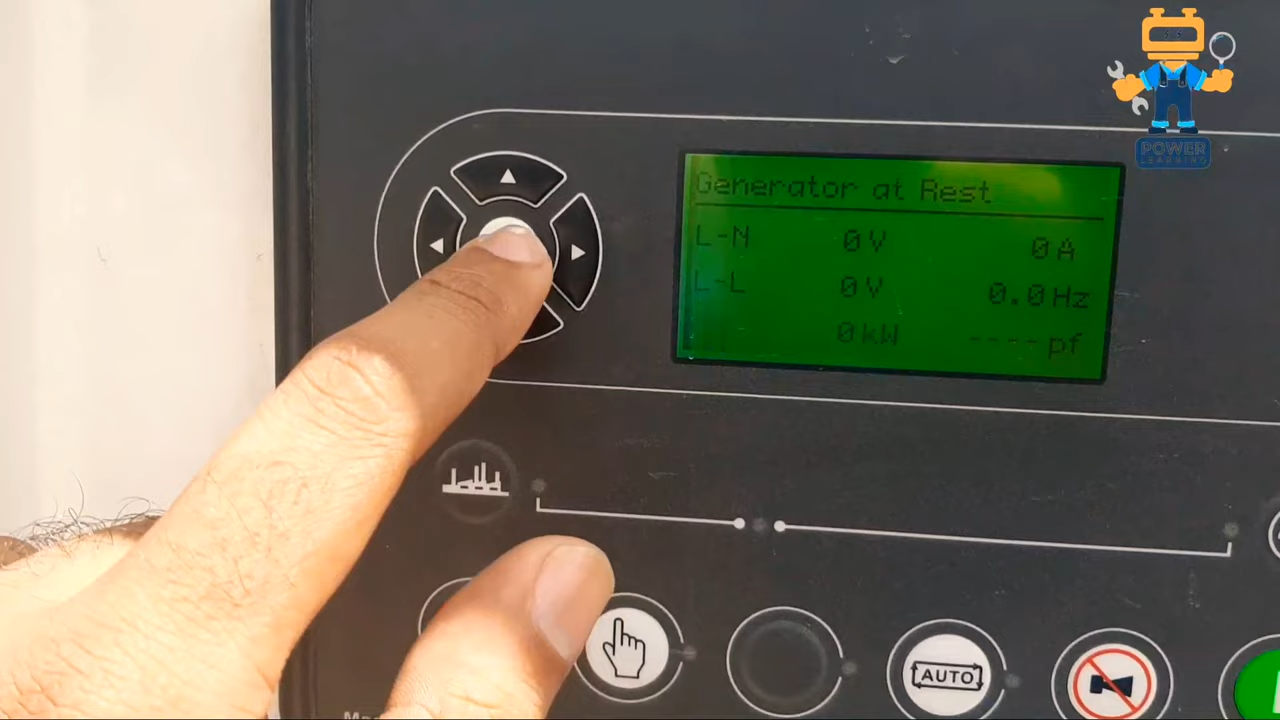 POWER
LEARNING
Generator at Rest
L-N 0V 0A
L-L 0V 0.0Hz
0kW ----pf
AUTO